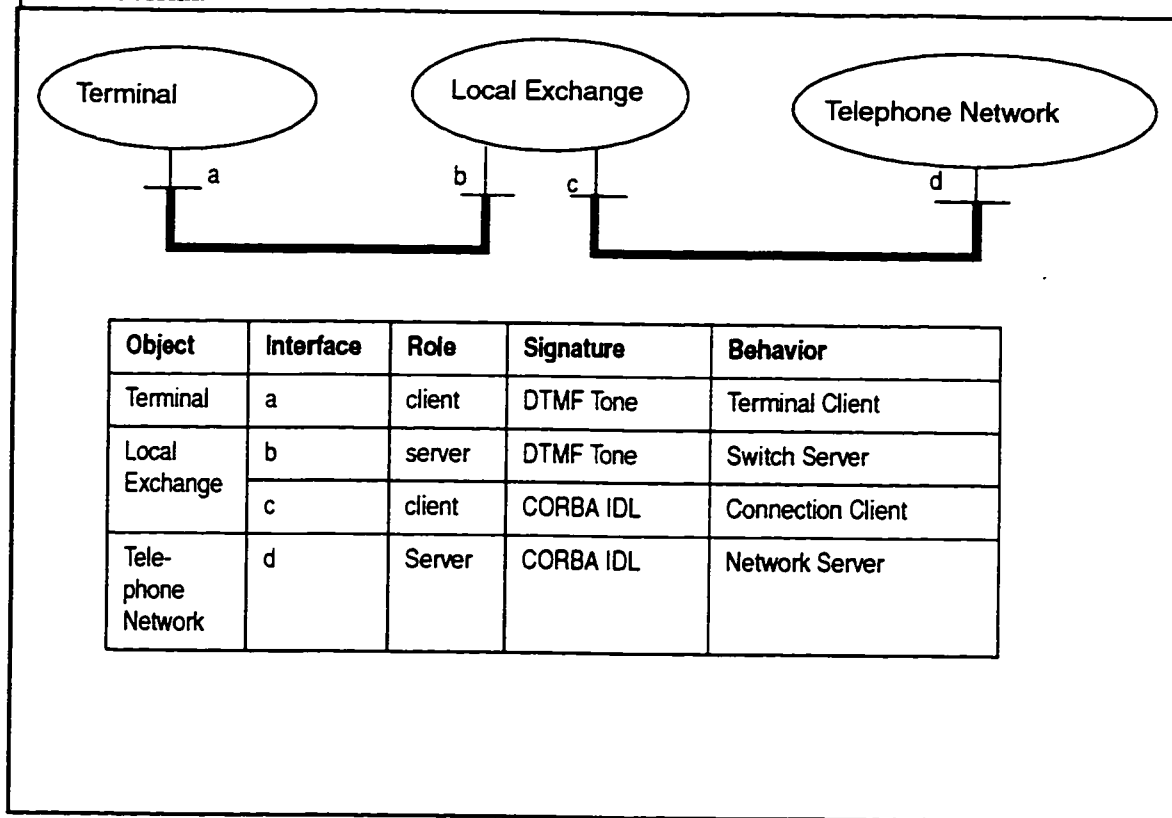 Terminal
Local Exchange
Telephone Network
a
b
c
d
Object Interface Role Signature Behavior
Terminal a client DTMF Tone Terminal Client
Local Exchange b server DTMF Tone Switch Server
c client CORBA IDL Connection Client
Tele-
phone
Network d Server CORBA IDL Network Server